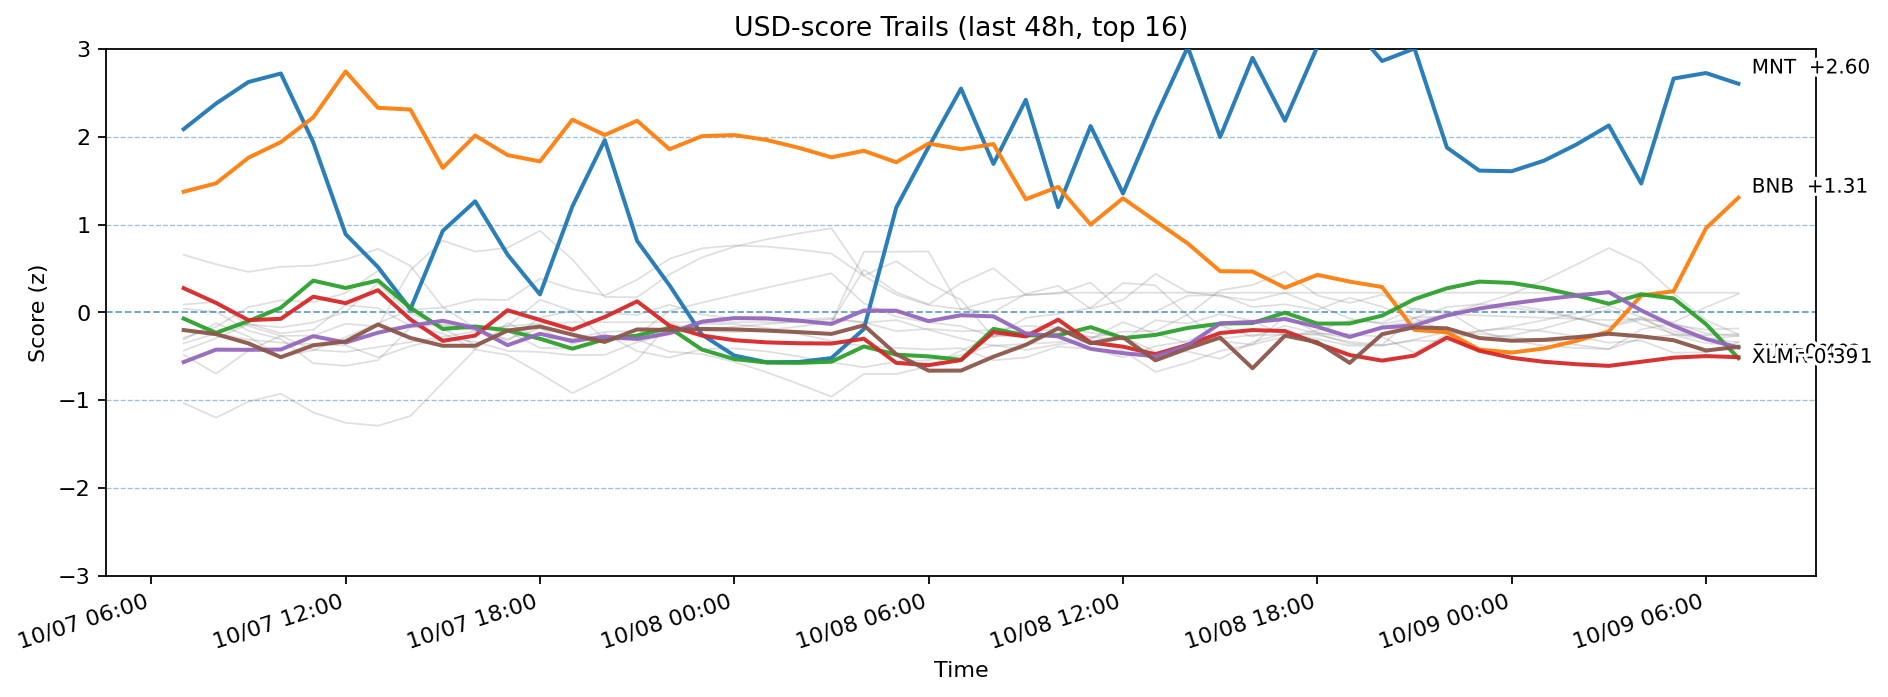 USD-score Trails (last 48h, top 16)
Score (z)
3
2
1
0
−1
−2
−3
MNT +2.60
BNB +1.31
XLM
10/07 06:00
10/07 12:00
10/07 18:00
10/08 00:00
10/08 06:00
10/08 12:00
10/08 18:00
10/09 00:00
10/09 06:00
Time